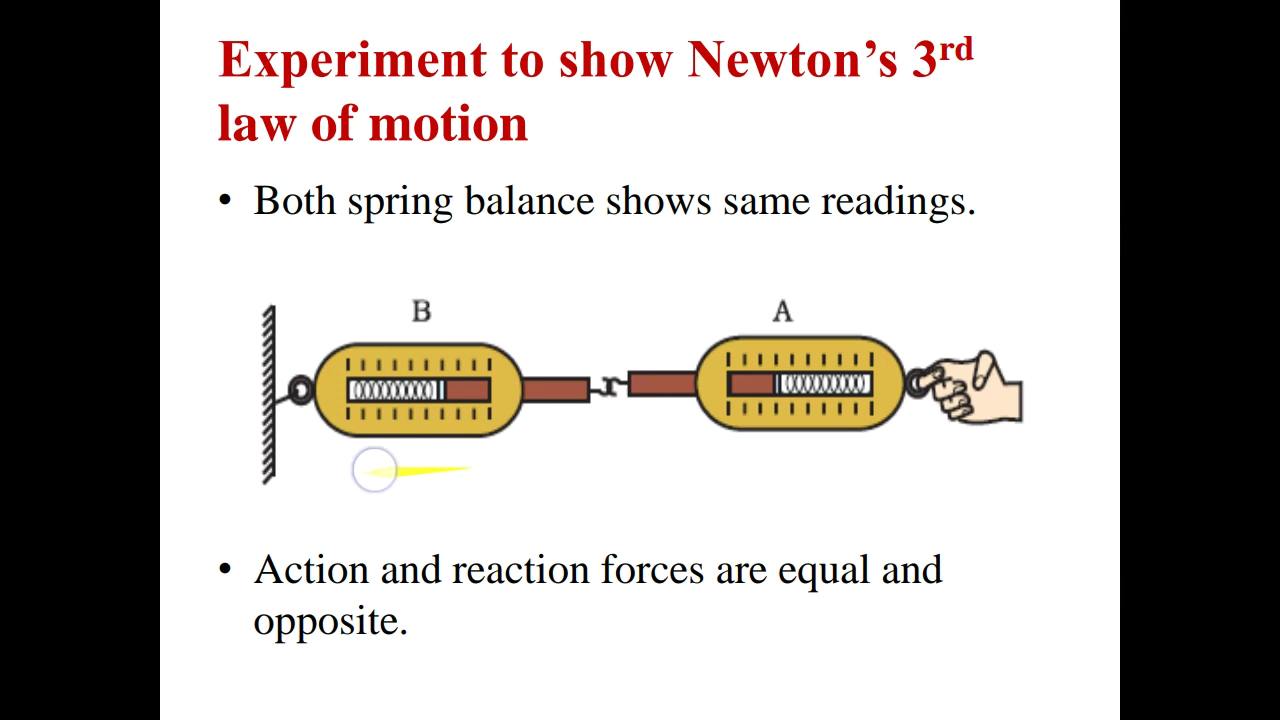 Experiment to show Newton’s 3rd
law of motion
• Both spring balance shows same readings.
B
A
• Action and reaction forces are equal and
opposite.